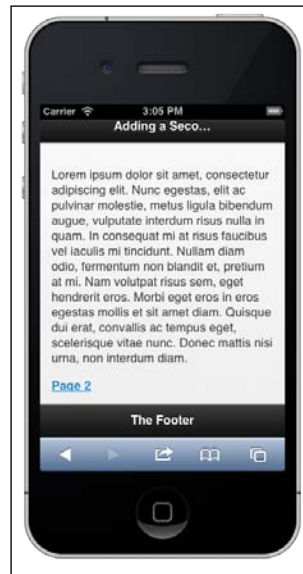 Carrier 3:05 PM
Adding a Seco...
Lorem ipsum dolor sit amet, consectetur
adipiscing elit. Nunc egestas, elit ac
pulvinar molestie, metus ligula bibendum
augue, vulputate interdum risus nulla in
quam. In consequat mi at risus faucibus
vel iaculis mi tincidunt. Nullam diam
odio, fermentum non blandit et, pretium
at mi. Nam volutpat risus sem, eget
hendrerit eros. Morbi eget eros in eros
egestas mollis et sit amet diam. Quisque
dui erat, convallis ac tempus eget,
scelerisque vitae nunc. Donec mattis nisi
urna, non interdum diam.
Page 2
The Footer